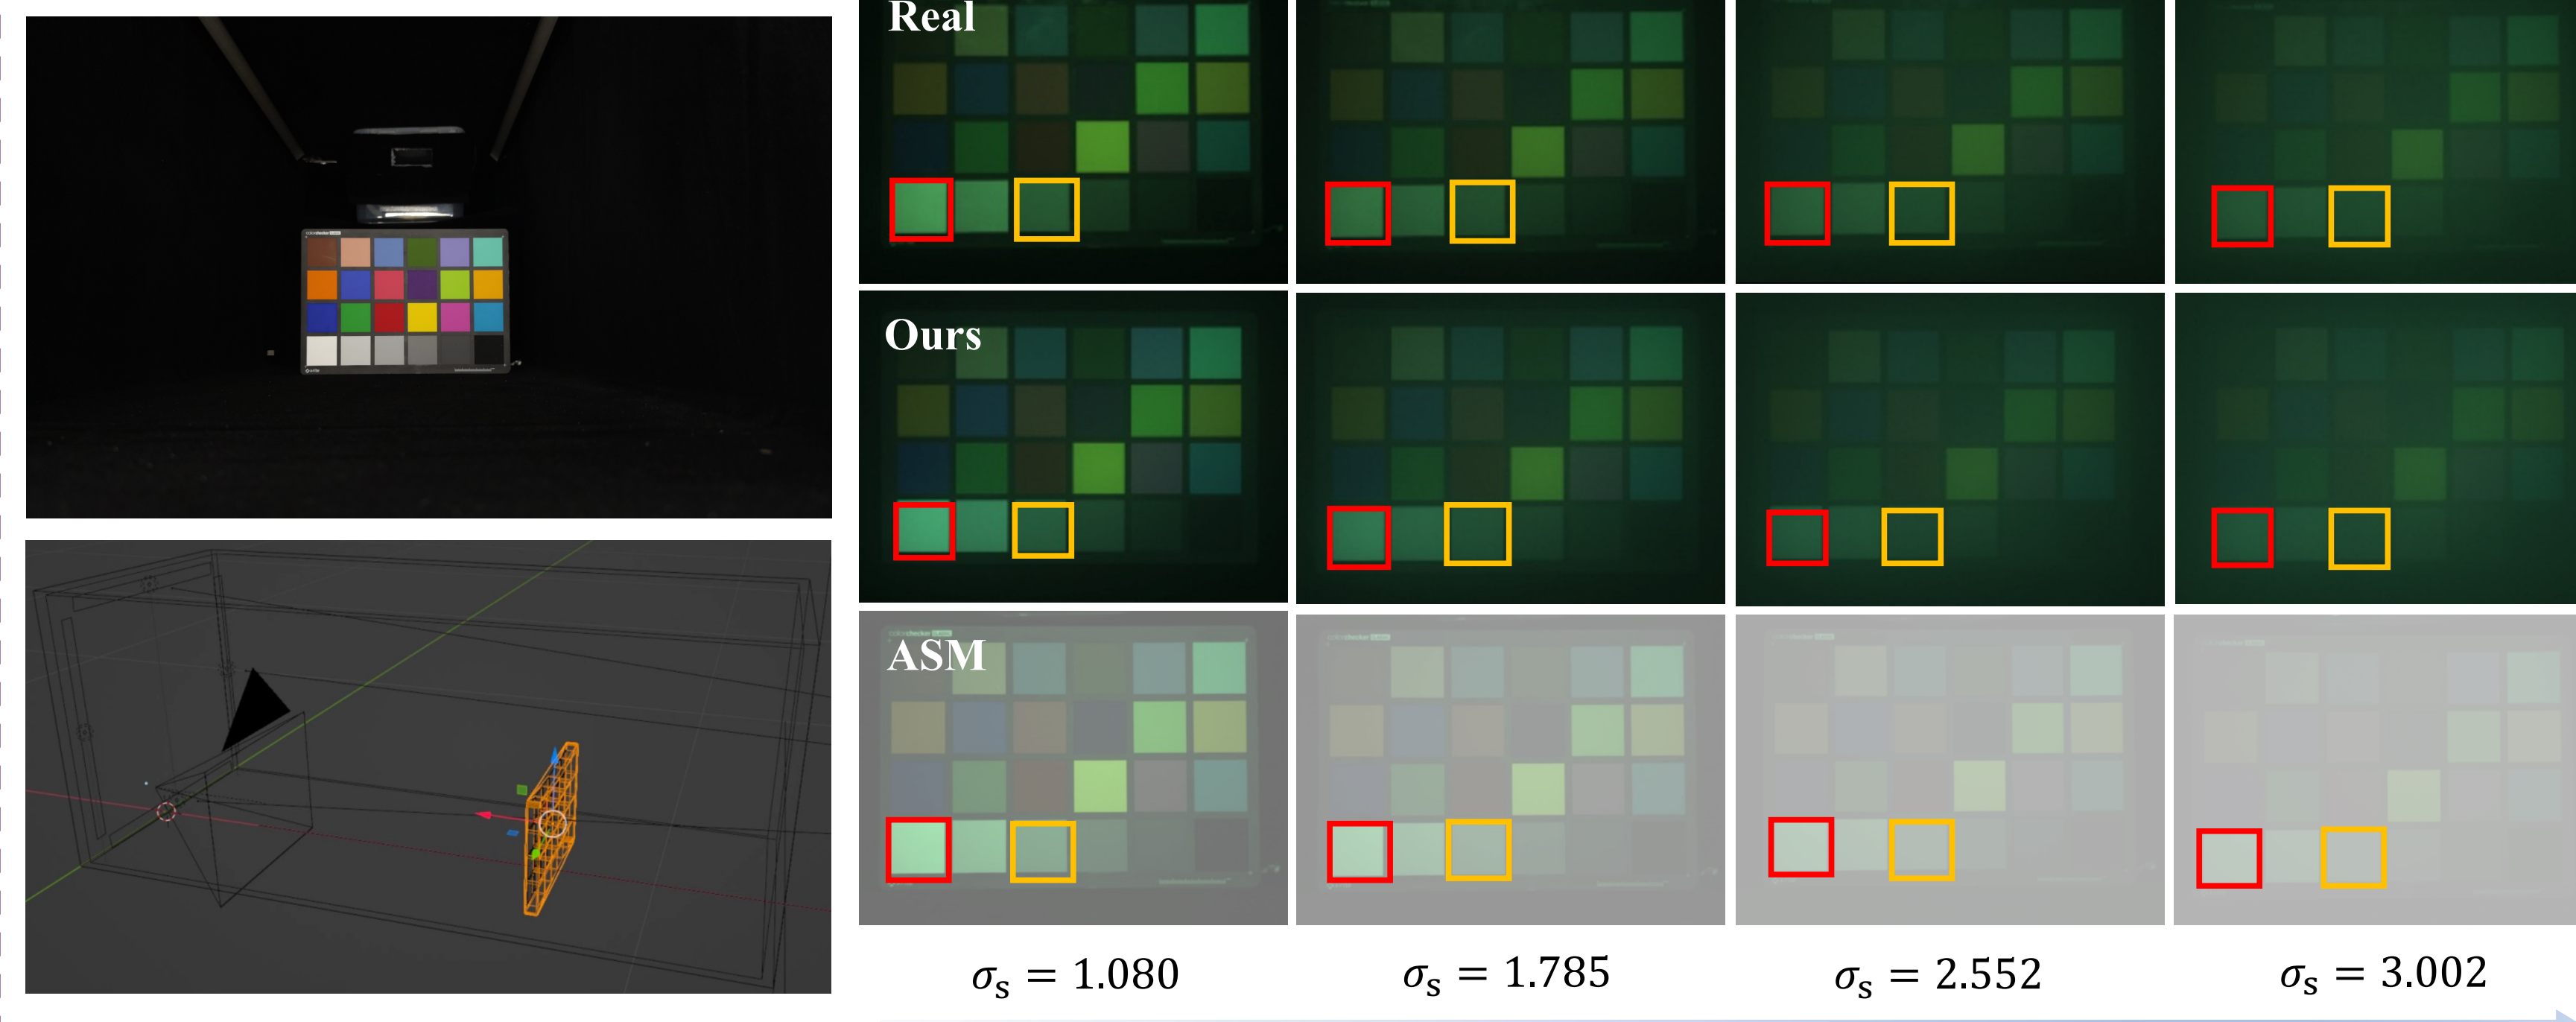 Real
Ours
ASM
σs = 1.080
σs = 1.785
σs = 2.552
σs = 3.002